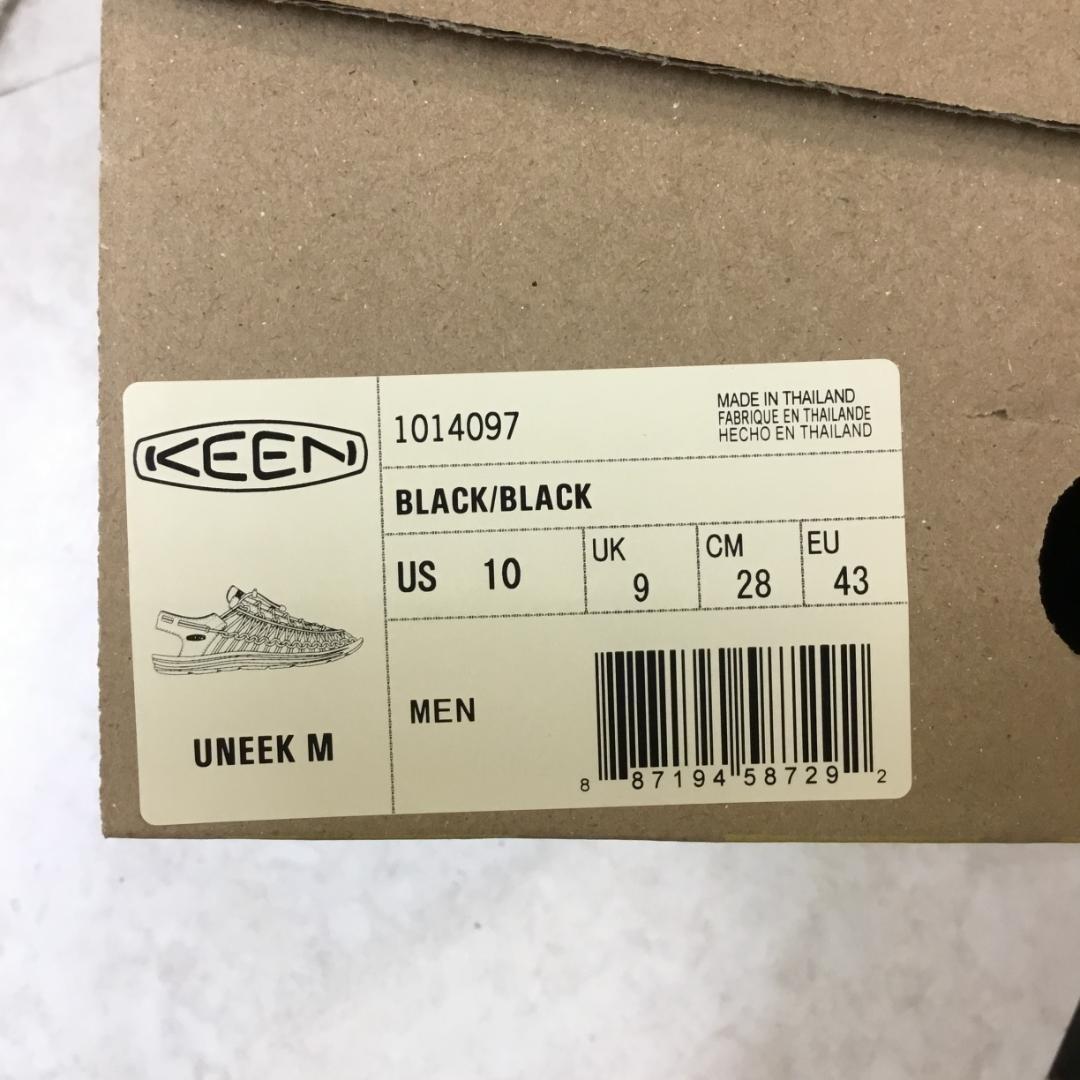 KEEN
1014097
MADE IN THAILAND
FABRIQUE EN THAILANDE
HECHO EN THAILAND
BLACK/BLACK
US 10
UK 9
CM 28
EU 43
MEN
UNEEK M
8 87194 58729 2